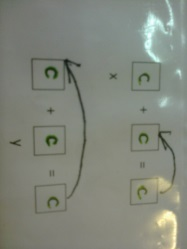 C + C = C
x
C + C = C
y